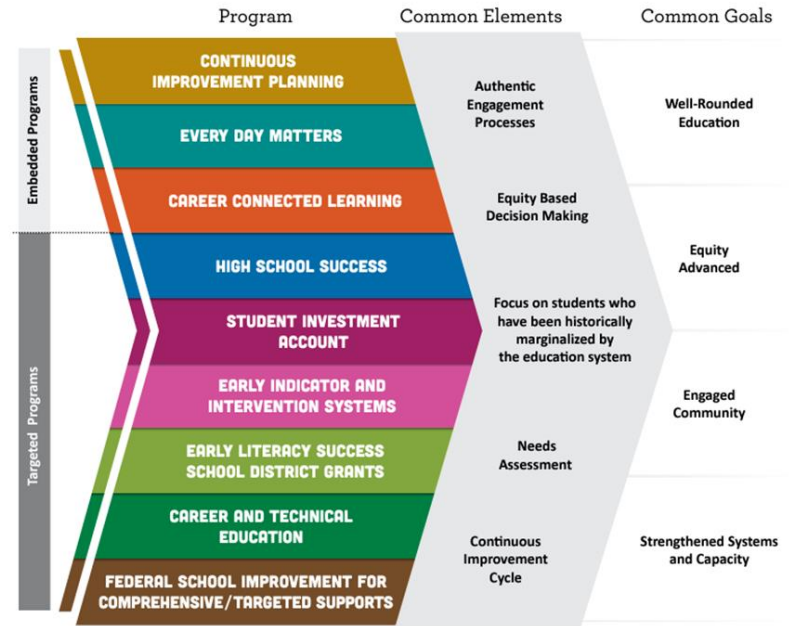 Program
Common Elements
Common Goals
Embedded Programs
Targeted Programs
CONTINUOUS
IMPROVEMENT PLANNING
EVERY DAY MATTERS
CAREER CONNECTED LEARNING
HIGH SCHOOL SUCCESS
STUDENT INVESTMENT
ACCOUNT
EARLY INDICATOR AND
INTERVENTION SYSTEMS
EARLY LITERACY SUCCESS
SCHOOL DISTRICT GRANTS
CAREER AND TECHNICAL
EDUCATION
FEDERAL SCHOOL IMPROVEMENT FOR
COMPREHENSIVE/TARGETED SUPPORTS
Authentic
Engagement
Processes
Equity Based
Decision Making
Focus on students who
have been historically
marginalized by
the education system
Needs
Assessment
Continuous
Improvement
Cycle
Well-Rounded
Education
Equity
Advanced
Engaged
Community
Strengthened Systems
and Capacity